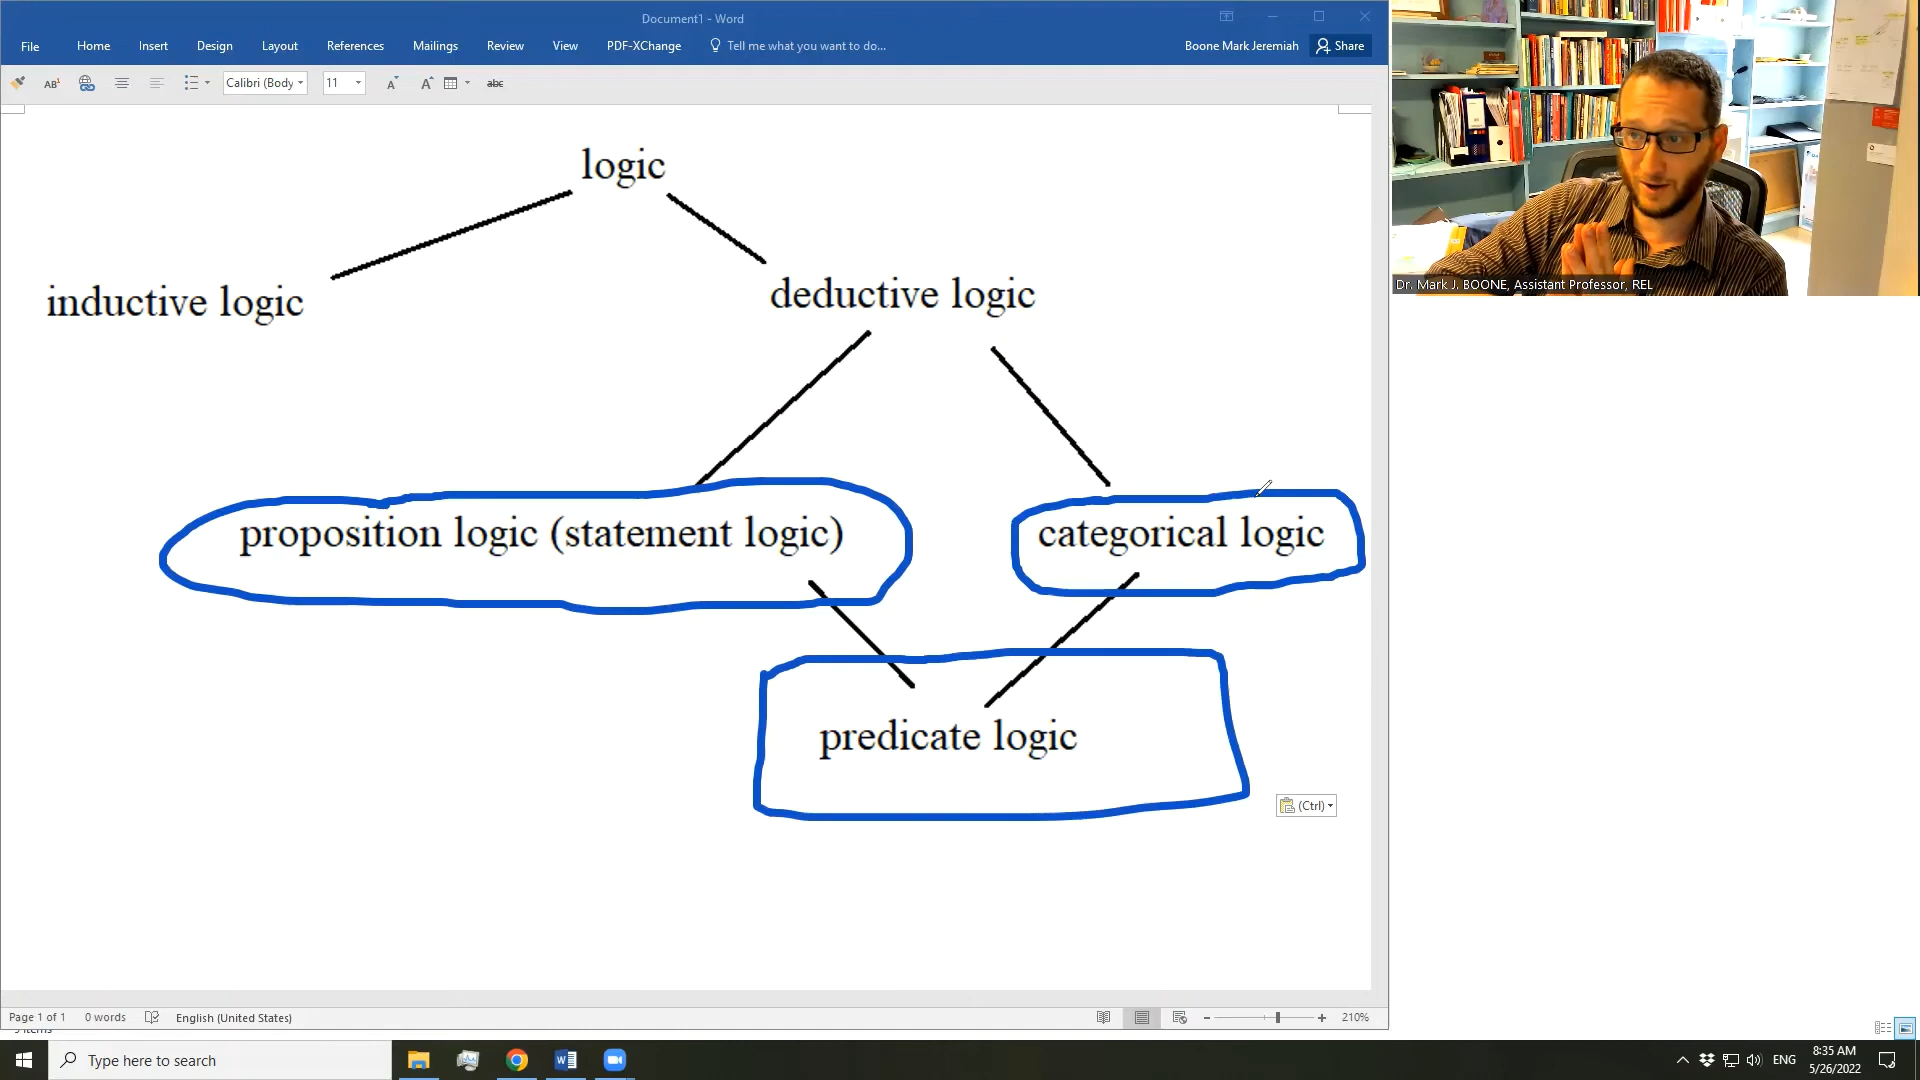 Document1 - Word
File Home Insert Design Layout References Mailings Review View PDF-XChange Tell me what you want to do... Boone Mark Jeremiah Share
AB¹ Calibri (Body 11 A A abc
logic
inductive logic deductive logic
proposition logic (statement logic) categorical logic
predicate logic
(Ctrl)
Dr. Mark J. BOONE, Assistant Professor, REL
Page 1 of 1 0 words English (United States) 210%
Type here to search
ENG
8:35 AM
5/26/2022